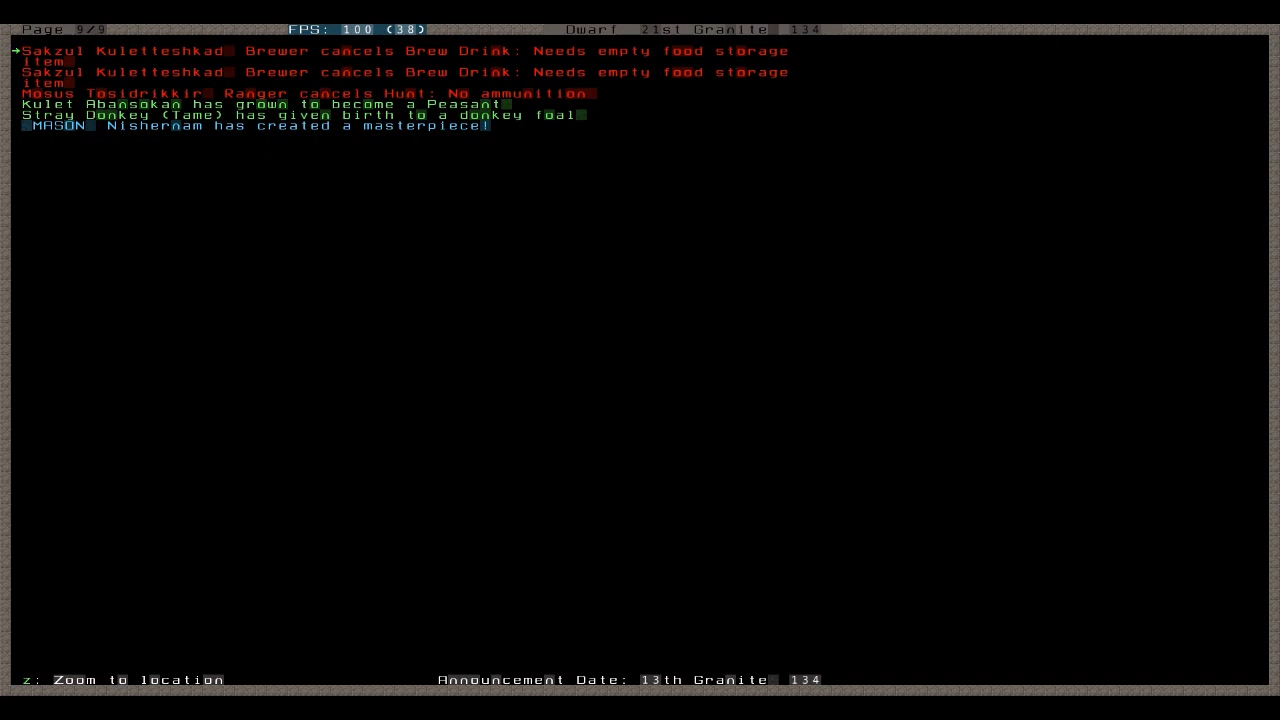 Page 9/9 FPS: 100 (38) Dwarf 21st Granite 134
Sakzul Kuletteshkad Brewer cancels Brew Drink: Needs empty food storage
item
Sakzul Kuletteshkad Brewer cancels Brew Drink: Needs empty food storage
item
Mosus Tosidrikkir Ranger cancels Hunt: No ammunition
Kulet Abansokan has grown to become a Peasant
Stray Donkey (Tame) has given birth to a donkey foal
MASON Nishernam has created a masterpiece!
z: Zoom to location Announcement Date: 13th Granite 134